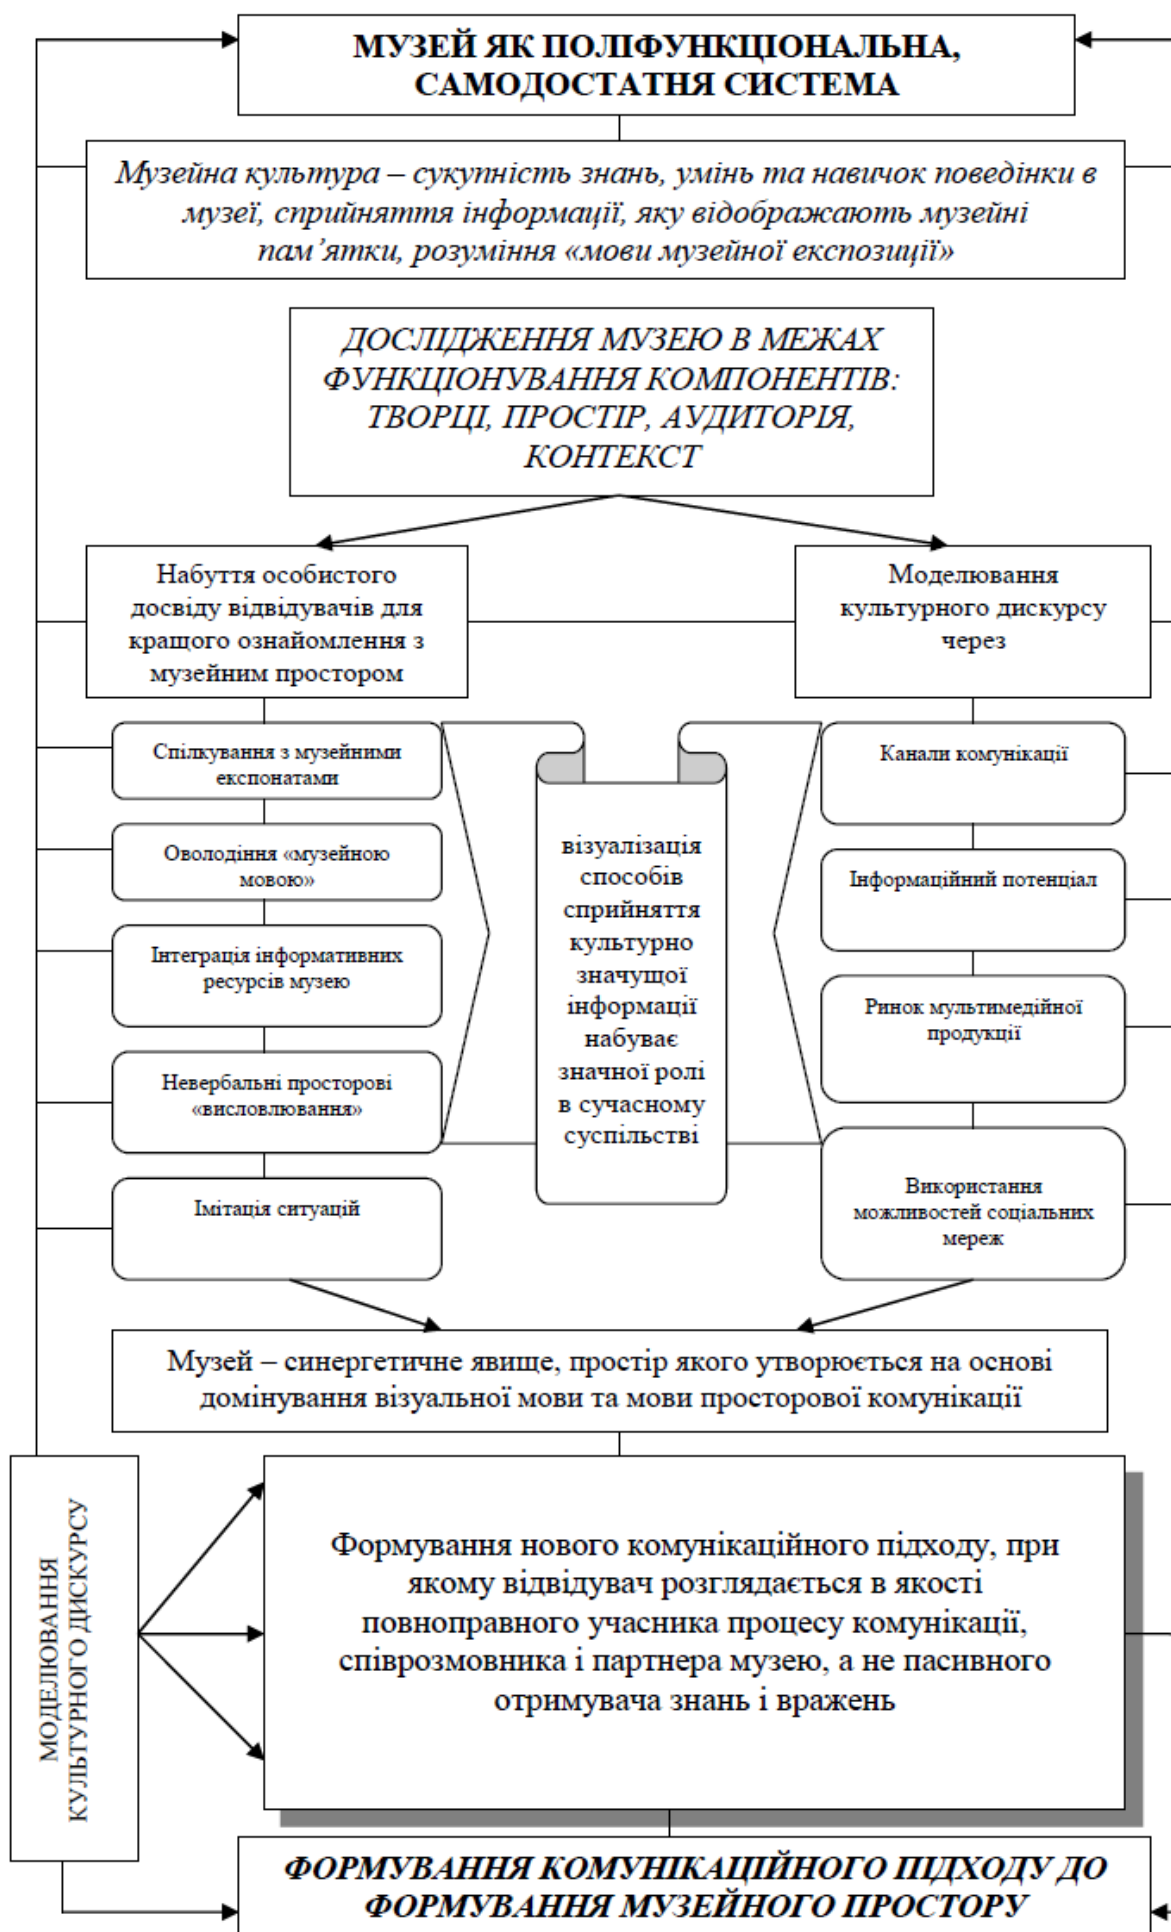 МУЗЕЙ ЯК ПОЛІФУНКЦІОНАЛЬНА,
САМОДОСТАТНЯ СИСТЕМА
Музейна культура – сукупність знань, умінь та навичок поведінки в
музеї, сприйняття інформації, яку відображають музейні
пам’ятки, розуміння «мови музейної експозиції»
ДОСЛІДЖЕННЯ МУЗЕЮ В МЕЖАХ
ФУНКЦІОНУВАННЯ КОМПОНЕНТІВ:
ТВОРЦІ, ПРОСТІР, АУДИТОРІЯ,
КОНТЕКСТ
Набуття особистого
досвіду відвідувачів для
кращого ознайомлення з
музейним простором
Моделювання
культурного дискурсу
через
Спілкування з музейними
експонатами
Оволодіння «музейною
мовою»
Інтеграція інформативних
ресурсів музею
Невербальні просторові
«висловлювання»
Імітація ситуацій
візуалізація
способів
сприйняття
культурно
значущої
інформації
набуває
значної ролі
в сучасному
суспільстві
Канали комунікації
Інформаційний потенціал
Ринок мультимедійної
продукції
Використання
можливостей соціальних
мереж
Музей – синергетичне явище, простір якого утворюється на основі
домінування візуальної мови та мови просторової комунікації
МОДЕЛЮВАННЯ
КУЛЬТУРНОГО ДИСКУРСУ
Формування нового комунікаційного підходу, при
якому відвідувач розглядається в якості
повноправного учасника процесу комунікації,
співрозмовника і партнера музею, а не пасивного
отримувача знань і вражень
ФОРМУВАННЯ КОМУНІКАЦІЙНОГО ПІДХОДУ ДО
ФОРМУВАННЯ МУЗЕЙНОГО ПРОСТОРУ